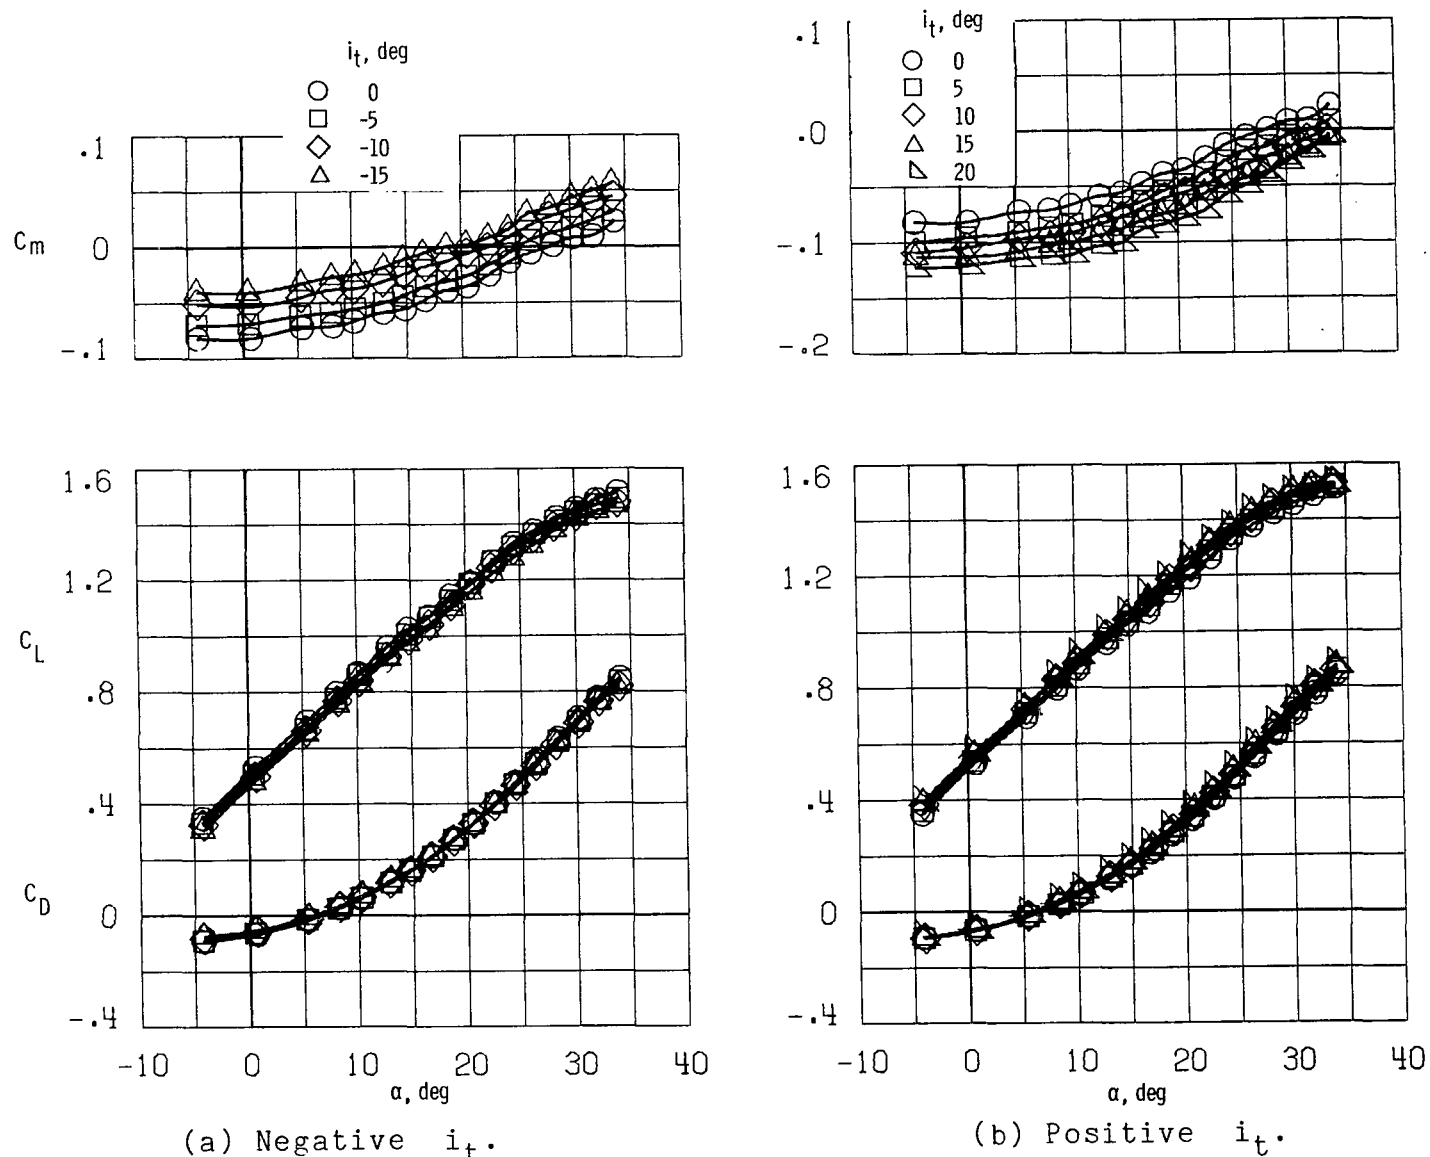 i_t, deg
0
-5
-10
-15
.1
C_m
0
-.1
1.6
1.2
C_L
.8
.4
C_D
0
-.4
-10 0 10 20 30 40
α, deg
(a) Negative i_t.
i_t, deg
0
5
10
15
20
.1
.0
-.1
-.2
1.6
1.2
.8
.4
0
-.4
-10 0 10 20 30 40
α, deg
(b) Positive i_t.